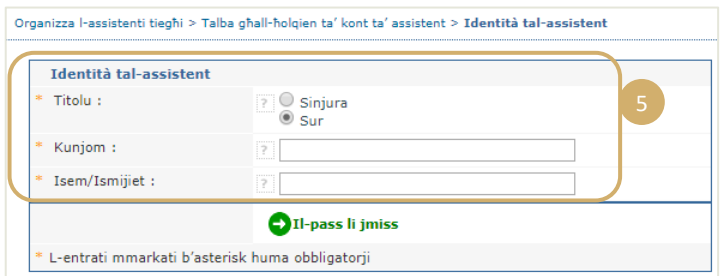 Organizza l-assistenti tiegħi > Talba għall-ħolqien ta' kont ta' assistent > Identità tal-assistent
Identità tal-assistent
* Titolu : ? Sinjura
Sur
5
* Kunjom : ?
* Isem/Ismijiet : ?
Il-pass li jmiss
* L-entrati mmarkati b'asterisk huma obbligatorji